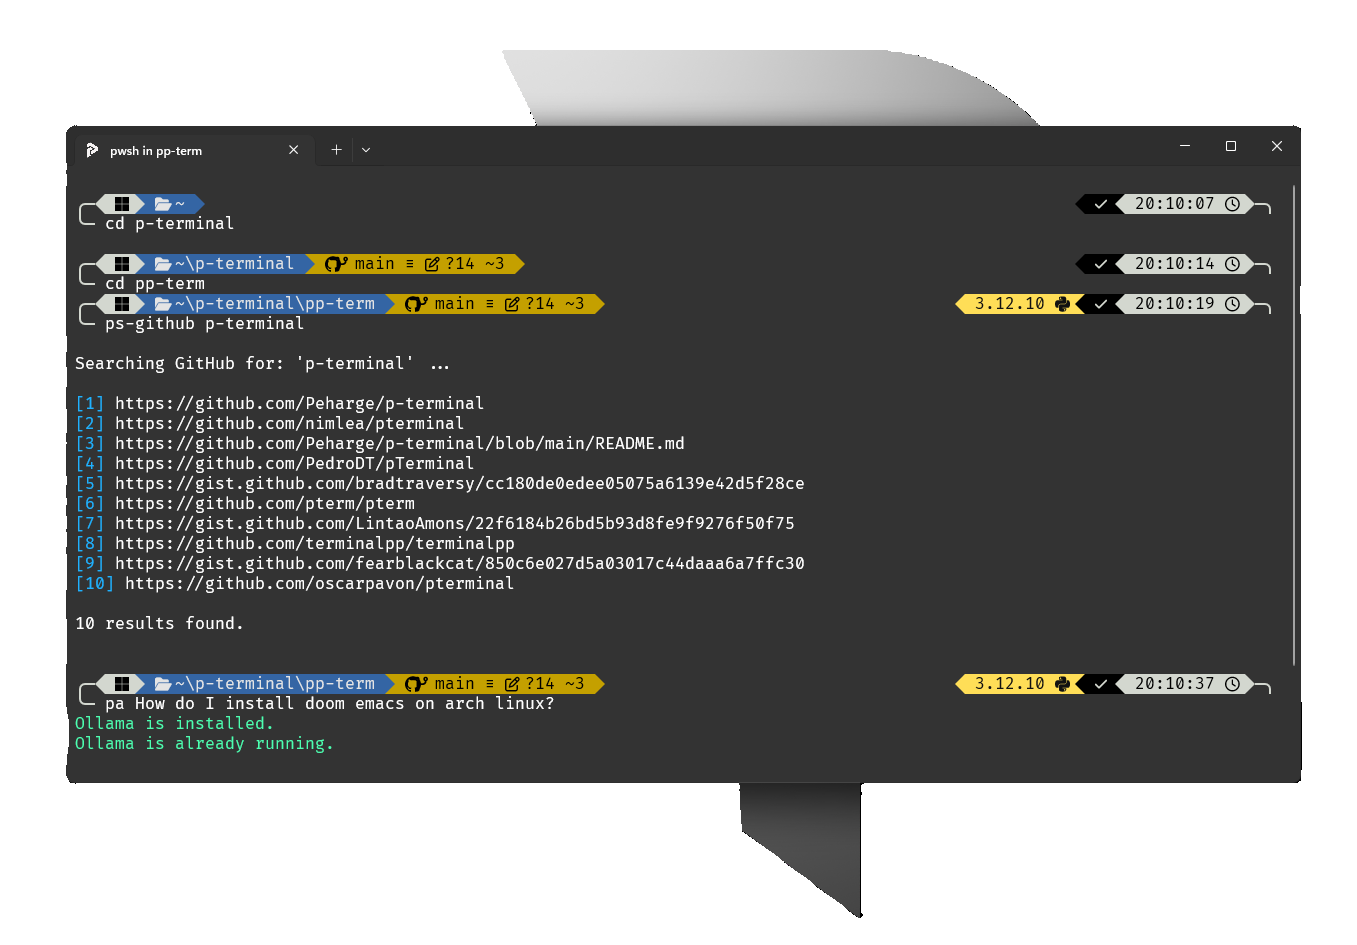 pwsh in pp-term
~ 20:10:07
cd p-terminal
~\p-terminal main ≡ ?14 ~3 20:10:14
cd pp-term
~\p-terminal\pp-term main ≡ ?14 ~3 3.12.10 20:10:19
ps-github p-terminal
Searching GitHub for: 'p-terminal' ...
[1] https://github.com/Peharge/p-terminal
[2] https://github.com/nimlea/pterminal
[3] https://github.com/Peharge/p-terminal/blob/main/README.md
[4] https://github.com/PedroDT/pTerminal
[5] https://gist.github.com/bradtraversy/cc180de0edee05075a6139e42d5f28ce
[6] https://github.com/pterm/pterm
[7] https://gist.github.com/LintaoAmons/22f6184b26bd5b93d8fe9f9276f50f75
[8] https://github.com/terminalpp/terminalpp
[9] https://gist.github.com/fearblackcat/850c6e027d5a03017c44daaa6a7ffc30
[10] https://github.com/oscarpavon/pterminal
10 results found.
~\p-terminal\pp-term main ≡ ?14 ~3 3.12.10 20:10:37
pa How do I install doom emacs on arch linux?
Ollama is installed.
Ollama is already running.